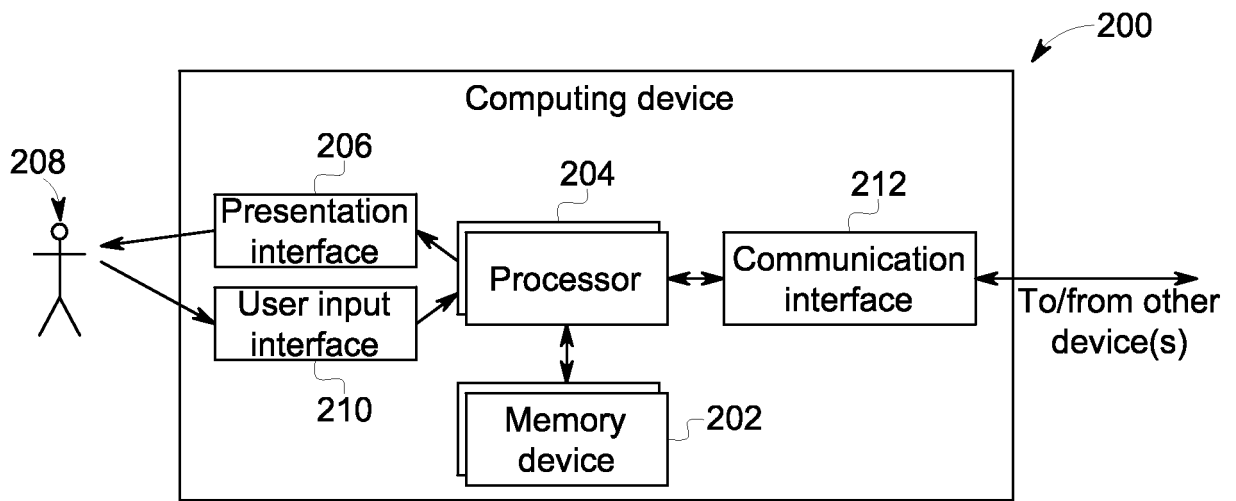 200
Computing device
208
206
204
212
Presentation
interface
Processor
Communication
interface
User input
interface
To/from other
device(s)
210
Memory
device
202